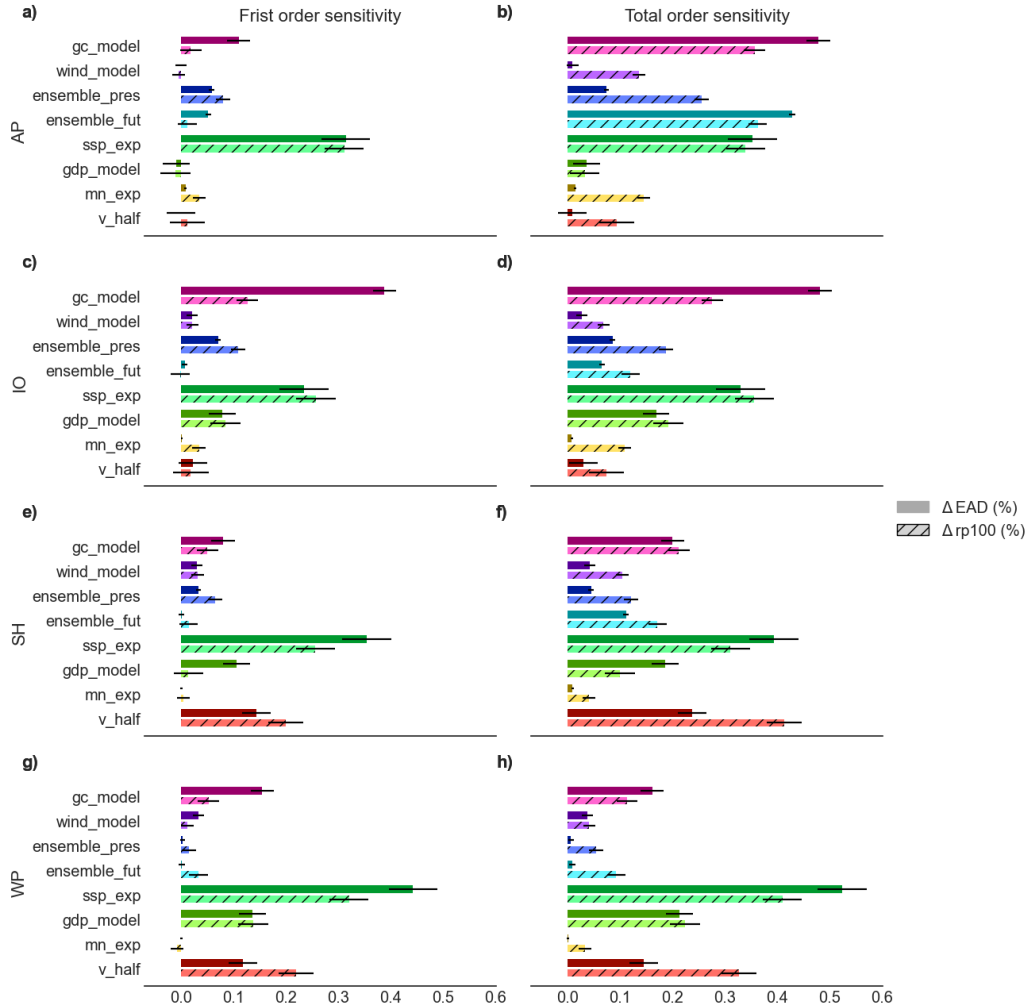 a) Frist order sensitivity
b) Total order sensitivity
AP
gc_model
wind_model
ensemble_pres
ensemble_fut
ssp_exp
gdp_model
mn_exp
v_half
0.6
c)
d)
IO
gc_model
wind_model
ensemble_pres
ensemble_fut
ssp_exp
gdp_model
mn_exp
v_half
Δ EAD (%)
Δ rp100 (%)
e)
f)
SH
gc_model
wind_model
ensemble_pres
ensemble_fut
ssp_exp
gdp_model
mn_exp
v_half
g)
h)
WP
gc_model
wind_model
ensemble_pres
ensemble_fut
ssp_exp
gdp_model
mn_exp
v_half
0.0 0.1 0.2 0.3 0.4 0.5 0.6
0.0 0.1 0.2 0.3 0.4 0.5 0.6